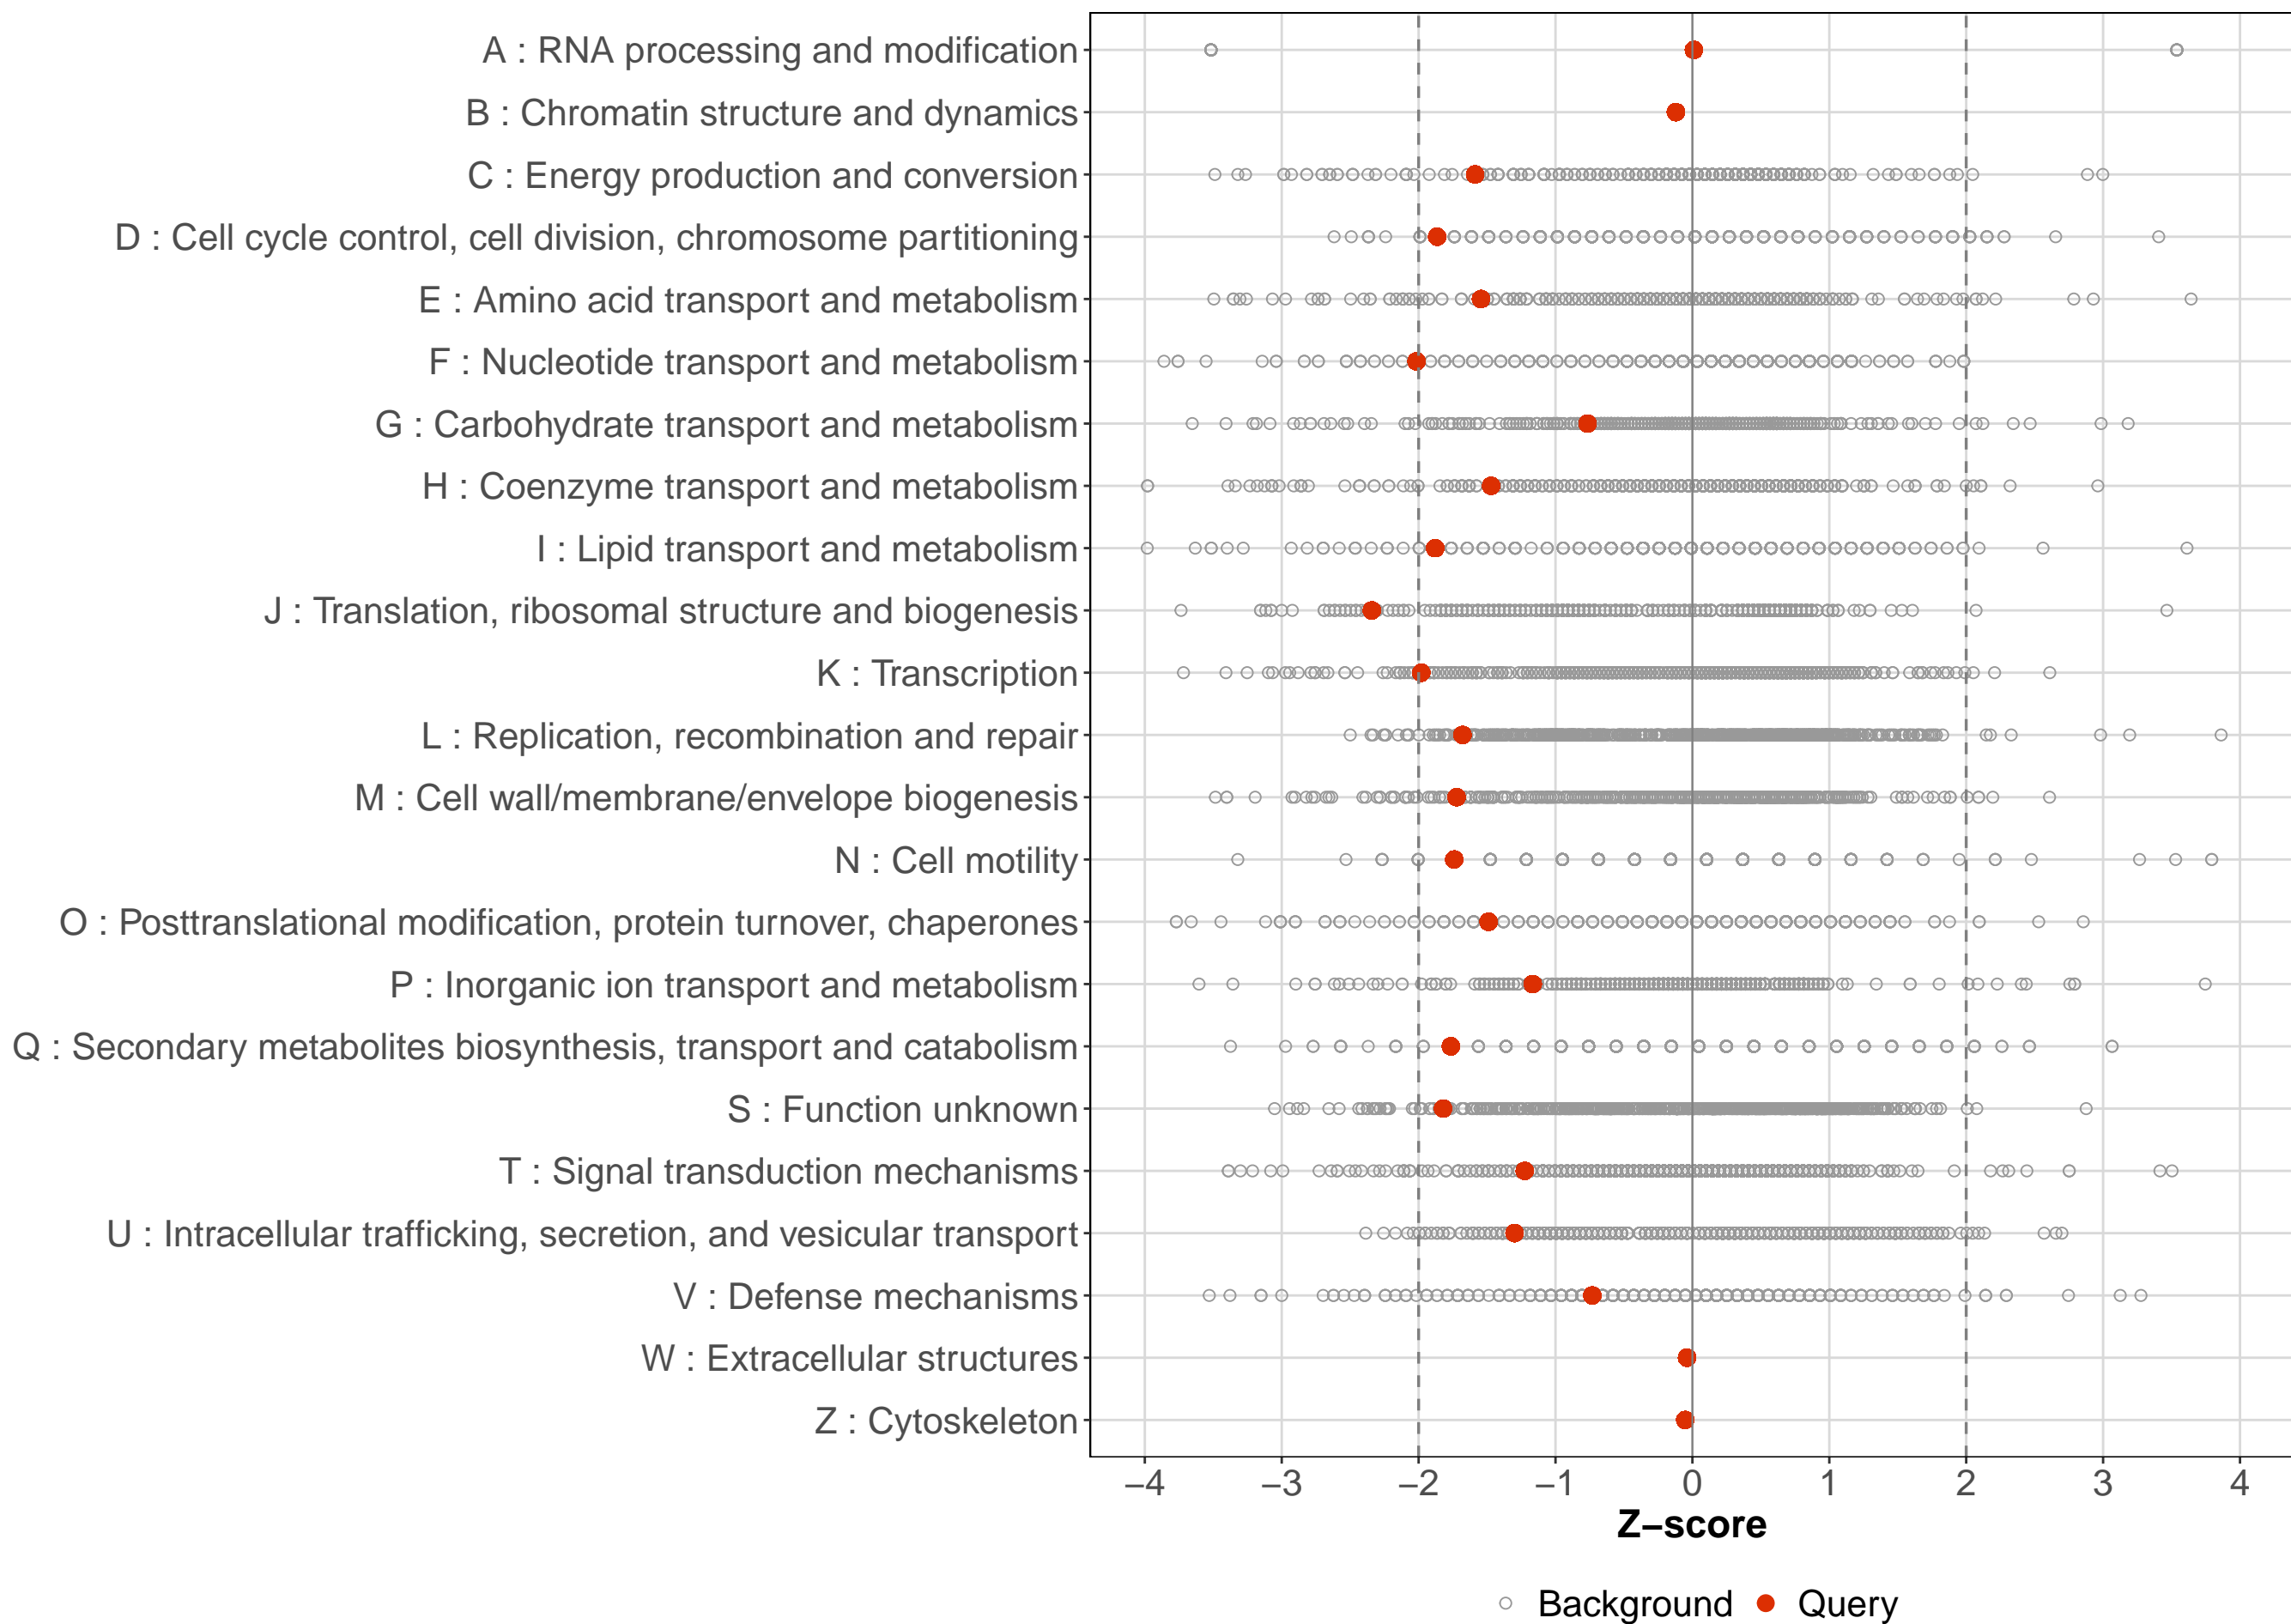 A : RNA processing and modification
B : Chromatin structure and dynamics
C : Energy production and conversion
D : Cell cycle control, cell division, chromosome partitioning
E : Amino acid transport and metabolism
F : Nucleotide transport and metabolism
G : Carbohydrate transport and metabolism
H : Coenzyme transport and metabolism
I : Lipid transport and metabolism
J : Translation, ribosomal structure and biogenesis
K : Transcription
L : Replication, recombination and repair
M : Cell wall/membrane/envelope biogenesis
N : Cell motility
O : Posttranslational modification, protein turnover, chaperones
P : Inorganic ion transport and metabolism
Q : Secondary metabolites biosynthesis, transport and catabolism
S : Function unknown
T : Signal transduction mechanisms
U : Intracellular trafficking, secretion, and vesicular transport
V : Defense mechanisms
W : Extracellular structures
Z : Cytoskeleton
−4 −3 −2 −1 0 1 2 3 4
Z−score
Background Query